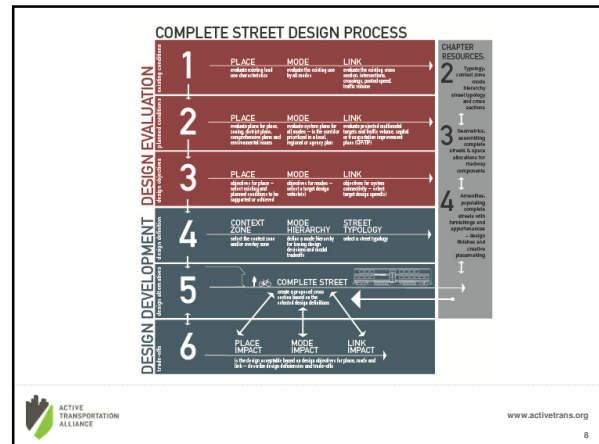 COMPLETE STREET DESIGN PROCESS
DESIGN EVALUATION
existing conditions
1
PLACE
evaluate existing land
use characteristics
MODE
evaluate the existing use
by all modes
LINK
evaluate the existing cross
section, intersections,
crossings, posted speed,
traffic volume
planned conditions
2
PLACE
evaluate plans for place,
zoning, district plans,
comprehensive plans and
environmental issues
MODE
evaluate system plans for
all modes – is the corridor
prioritized in a local,
regional or agency plan
LINK
evaluate projected multimodal
targets and traffic volume, capital
or transportation improvement
plans (CIP/TIP)
design objectives
3
PLACE
objectives for place –
select existing and
planned conditions to be
supported or achieved
MODE
objectives for modes –
select a target design
vehicle(s)
LINK
objectives for system
connectivity – select
target design speed(s)
DESIGN DEVELOPMENT
design definition
4
CONTEXT
ZONE
select the context zone
and/or overlay zone
MODE
HIERARCHY
define a mode hierarchy
for basing design
decisions and modal
tradeoffs
STREET
TYPOLOGY
select a street typology
design alternatives
5
COMPLETE STREET
create a proposed cross
section based on the
selected design definitions
trade-offs
6
PLACE
IMPACT
MODE
IMPACT
LINK
IMPACT
is the design acceptable based on design objectives for place, mode and
link – describe design deficiencies and trade-offs
CHAPTER
RESOURCES:
2
Typology,
context zone
mode
hierarchy
street typology
and cross
sections
3
Geometrics,
assembling
complete
streets & space
allocations for
roadway
components
4
Amenities,
populating
complete
streets with
furnishings and
appurtenances
– design
finishes and
creative
placemaking
ACTIVE
TRANSPORTATION
ALLIANCE
www.activetrans.org
8